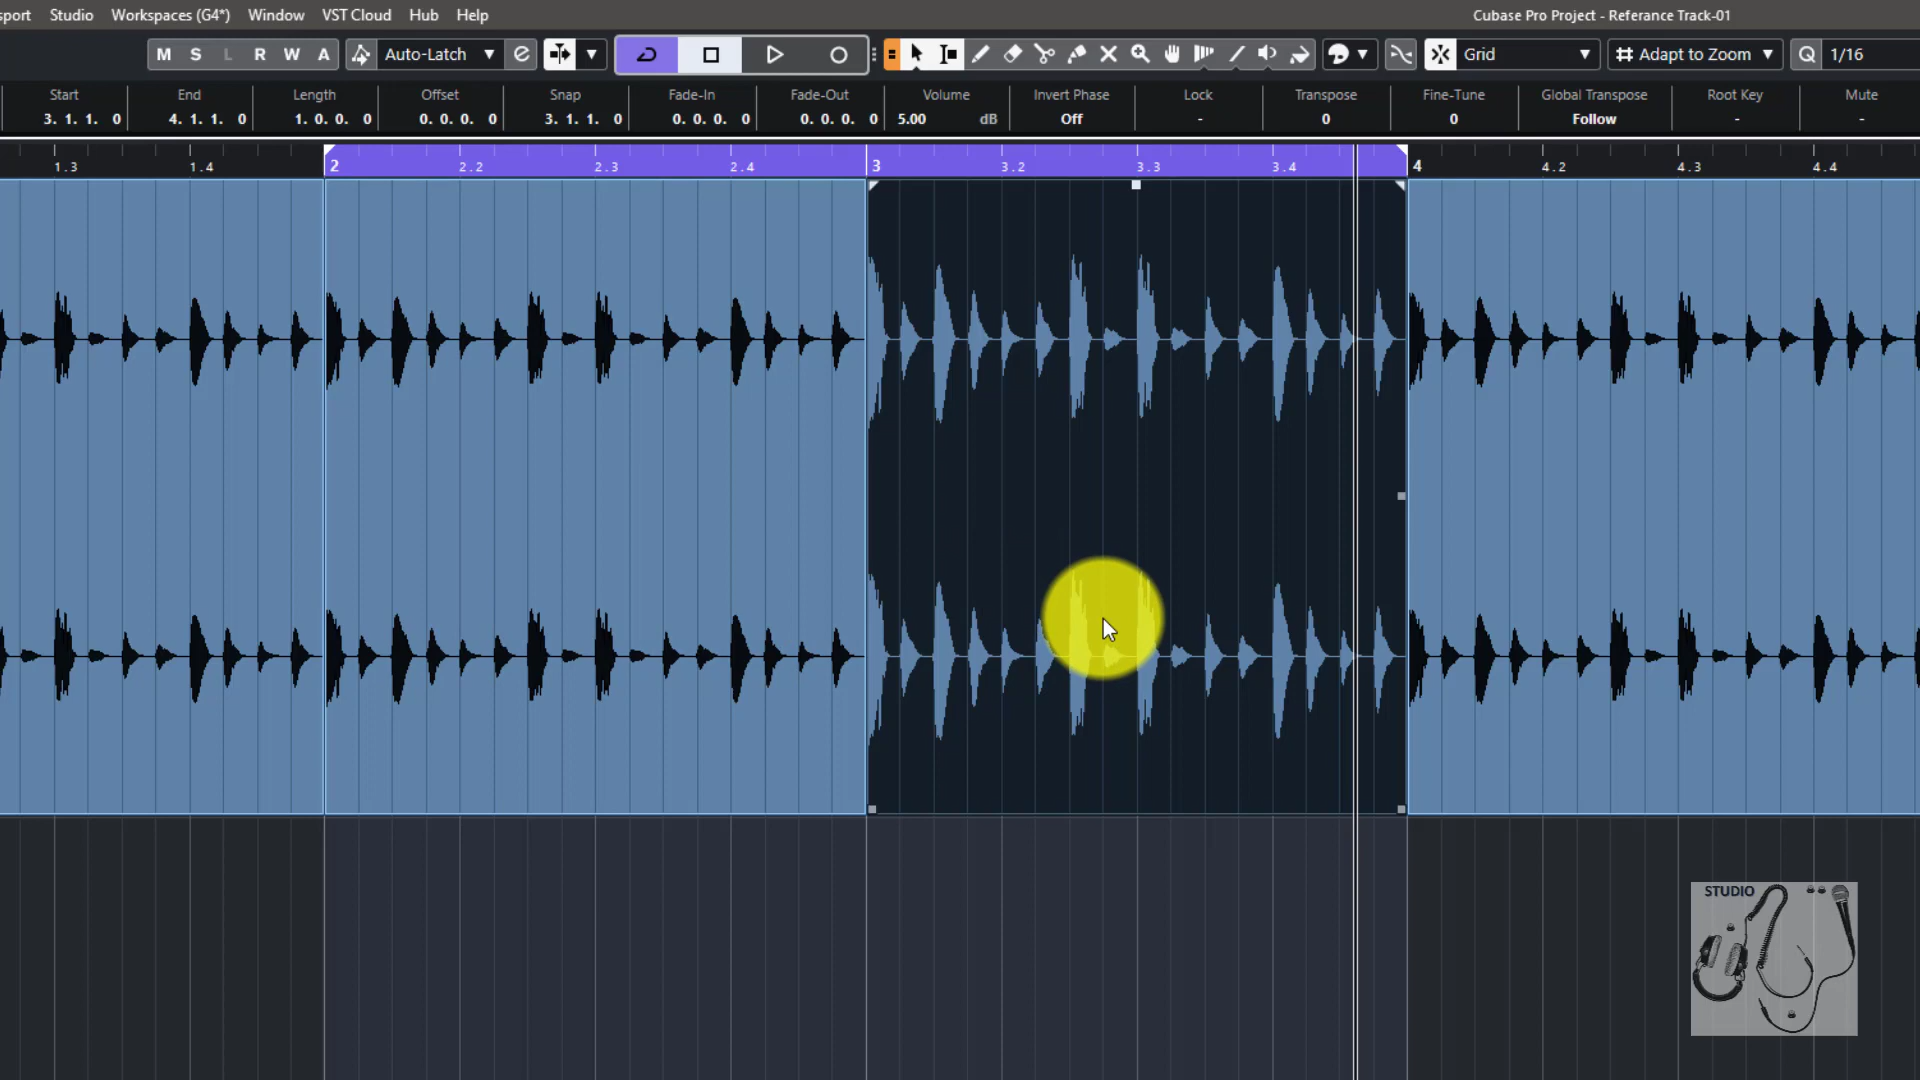 sport Studio Workspaces (G4*) Window VST Cloud Hub Help Cubase Pro Project - Referance Track-01
M S L R W A Auto-Latch e Grid Adapt to Zoom Q 1/16
Start End Length Offset Snap Fade-In Fade-Out Volume Invert Phase Lock Transpose Fine-Tune Global Transpose Root Key Mute
3. 1. 1. 0 4. 1. 1. 0 1. 0. 0. 0 0. 0. 0. 0 3. 1. 1. 0 0. 0. 0. 0 0. 0. 0. 0 5.00 dB Off - 0 0 Follow - -
1.3 1.4 2 2.2 2.3 2.4 3 3.2 3.3 3.4 4 4.2 4.3 4.4
STUDIO